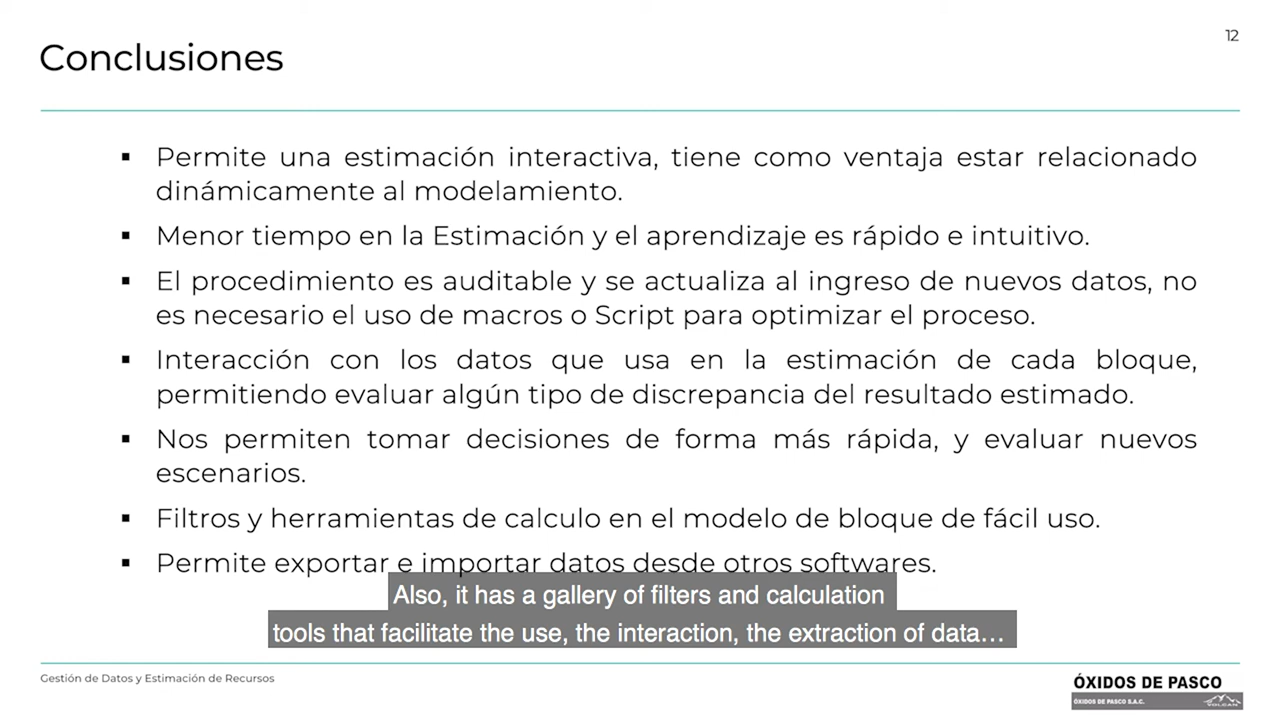 12
Conclusiones
▪ Permite una estimación interactiva, tiene como ventaja estar relacionado
dinámicamente al modelamiento.
▪ Menor tiempo en la Estimación y el aprendizaje es rápido e intuitivo.
▪ El procedimiento es auditable y se actualiza al ingreso de nuevos datos, no
es necesario el uso de macros o Script para optimizar el proceso.
▪ Interacción con los datos que usa en la estimación de cada bloque,
permitiendo evaluar algún tipo de discrepancia del resultado estimado.
▪ Nos permiten tomar decisiones de forma más rápida, y evaluar nuevos
escenarios.
▪ Filtros y herramientas de calculo en el modelo de bloque de fácil uso.
▪ Permite exportar e importar datos desde otros softwares.
Also, it has a gallery of filters and calculation
tools that facilitate the use, the interaction, the extraction of data…
Gestión de Datos y Estimación de Recursos
ÓXIDOS DE PASCO
ÓXIDOS DE PASCO S.A.C.
VOLCAN